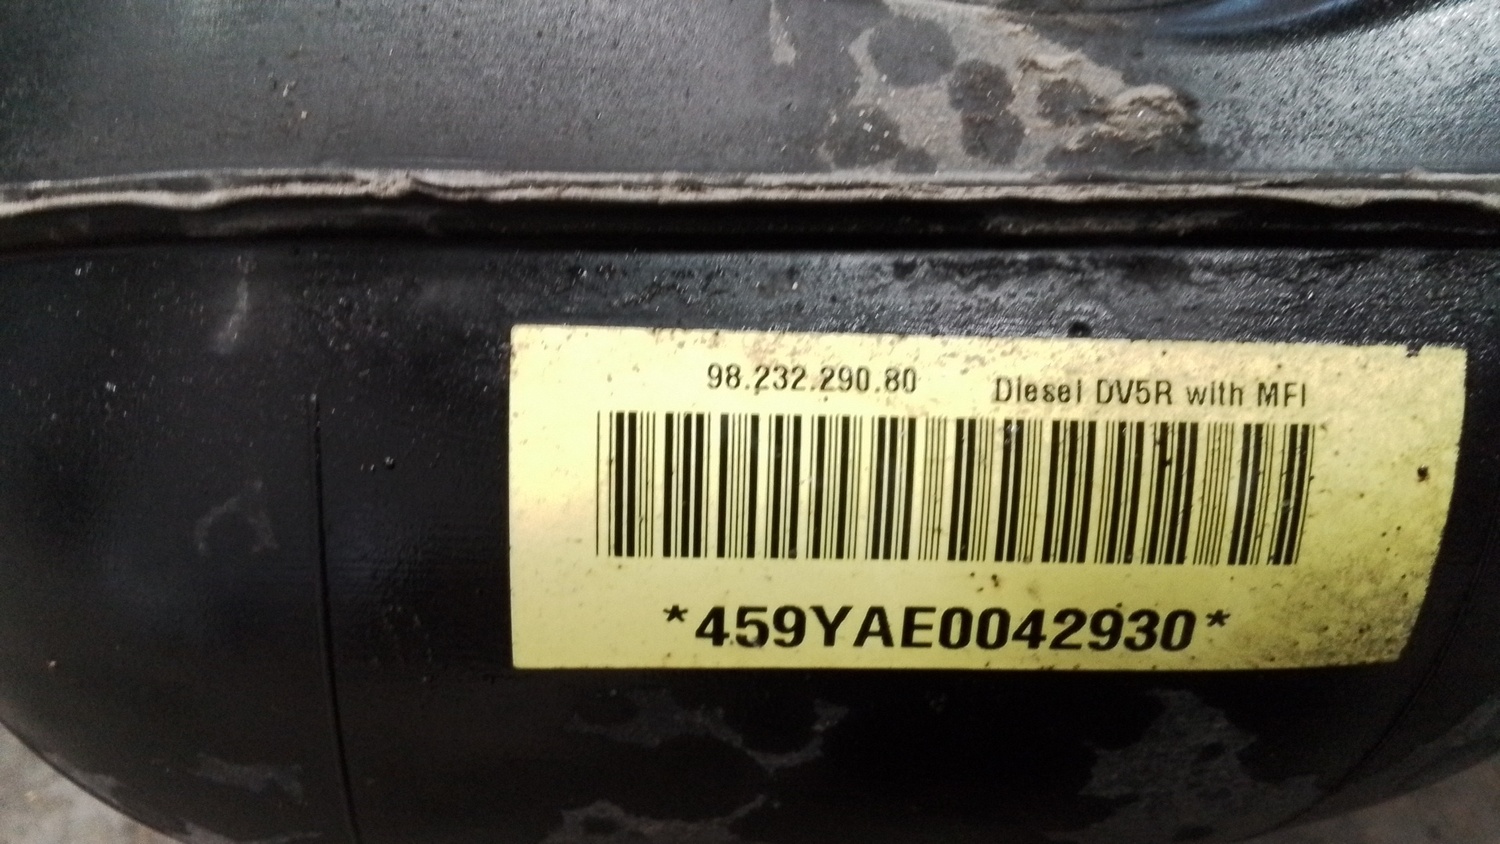 98.232.290.80 Diesel DV5R with MFI
*459YAE0042930*